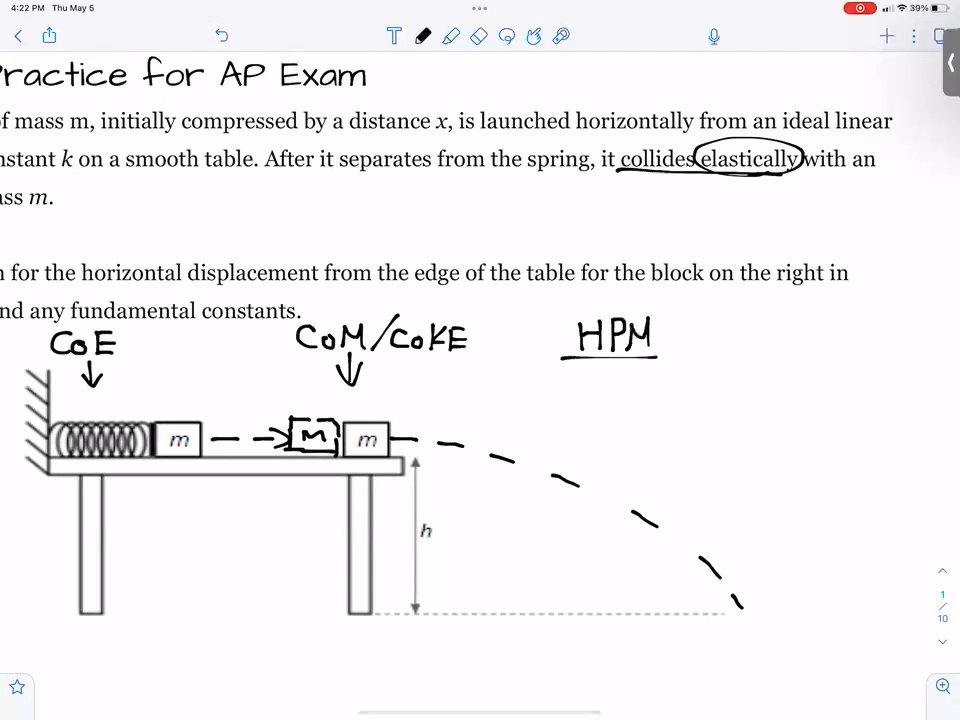 4:22 PM Thu May 5
39%
Practice for AP Exam
of mass m, initially compressed by a distance x, is launched horizontally from an ideal linear
nstant k on a smooth table. After it separates from the spring, it collides elastically with an
ass m.
n for the horizontal displacement from the edge of the table for the block on the right in
nd any fundamental constants.
CoE
CoM/CoKE
HPM
m
m
m
h
1
/
10